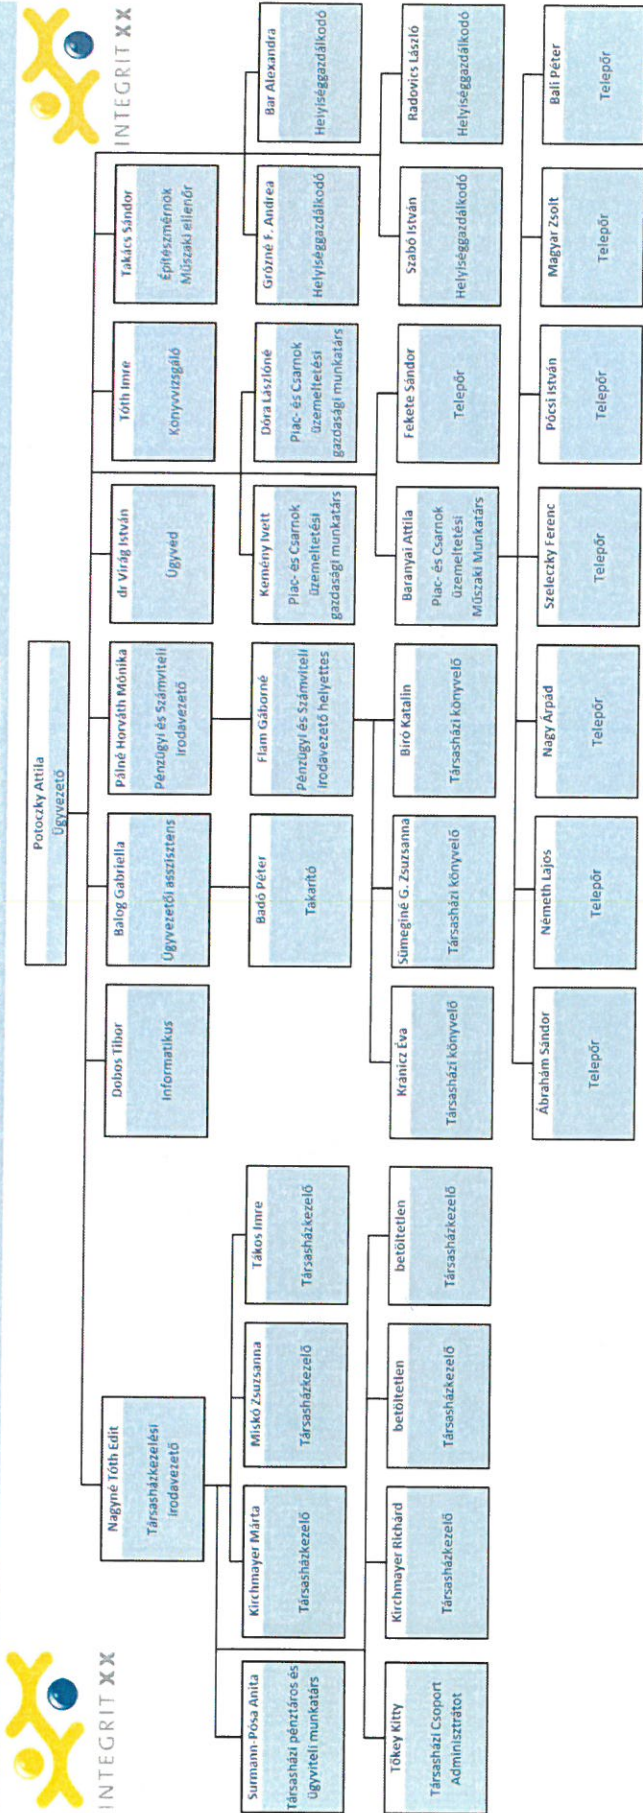 INTEGRIT XX
INTEGRIT XX
Potoczky Attila
Ügyvezető
Nagyné Tóth Edit
Társasházkezelési
Irodavezető
Dobos Tibor
Informatikus
Balog Gabriella
Ügyvezetői asszisztens
Pálné Horváth Mónika
Pénzügyi és Számviteli
Irodavezető
dr Virág István
Ügyvéd
Tóth Imre
Könyvvizsgáló
Takács Sándor
Építészmérnök
Műszaki ellenőr
Surmann-Pósa Anita
Társasházi pénztáros és
ügyviteli munkatárs
Kirchmayer Márta
Társasházkezelő
Miskó Zsuzsanna
Társasházkezelő
Tákos Imre
Társasházkezelő
Badó Péter
Takarító
Flam Gáborné
Pénzügyi és Számviteli
Irodavezető helyettes
Kemény Ivett
Piac- és Csarnok
üzemeltetési
gazdasági munkatárs
Dóra Lászlóné
Piac- és Csarnok
üzemeltetési
gazdasági munkatárs
Grózné F. Andrea
Helyiséggazdálkodó
Bar Alexandra
Helyiséggazdálkodó
Tőkey Kitty
Társasházi Csoport
Adminisztrátot
Kirchmayer Richárd
Társasházkezelő
betöltetlen
Társasházkezelő
betöltetlen
Társasházkezelő
Kránicz Éva
Társasházi könyvelő
Sümeginé G. Zsuzsanna
Társasházi könyvelő
Biró Katalin
Társasházi könyvelő
Baranyai Attila
Piac- és Csarnok
üzemeltetési
Műszaki Munkatárs
Fekete Sándor
Telepőr
Szabó István
Helyiséggazdálkodó
Radovics László
Helyiséggazdálkodó
Ábrahám Sándor
Telepőr
Németh Lajos
Telepőr
Nagy Árpád
Telepőr
Szeleczky Ferenc
Telepőr
Pócsi István
Telepőr
Magyar Zsolt
Telepőr
Bali Péter
Telepőr